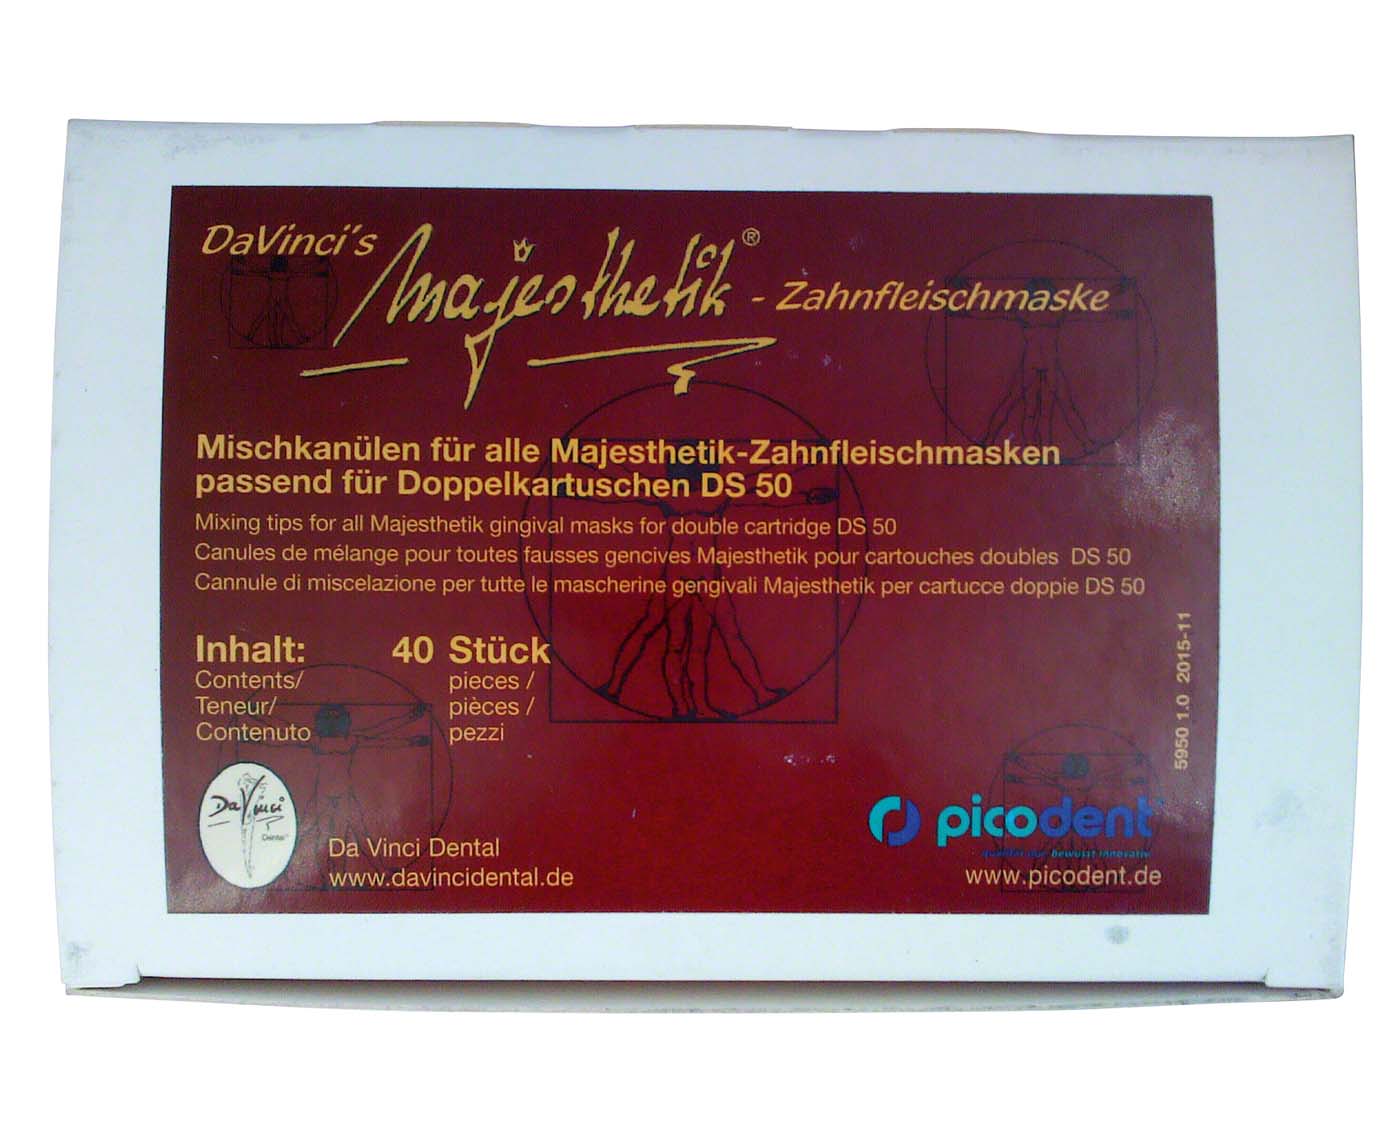 DaVinci's Majesthetik® - Zahnfleischmaske
Mischkanülen für alle Majesthetik-Zahnfleischmasken
passend für Doppelkartuschen DS 50
Mixing tips for all Majesthetik gingival masks for double cartridge DS 50
Canules de mélange pour toutes fausses gencives Majesthetik pour cartouches doubles DS 50
Cannule di miscelazione per tutte le mascherine gengivali Majesthetik per cartucce doppie DS 50
Inhalt: 40 Stück
Contents/ pieces /
Teneur/ pièces /
Contenuto pezzi
5950 1.0 2015-11
Da Vinci
Dental
Da Vinci Dental
www.davincidental.de
picodent
bewusst innovativ
www.picodent.de